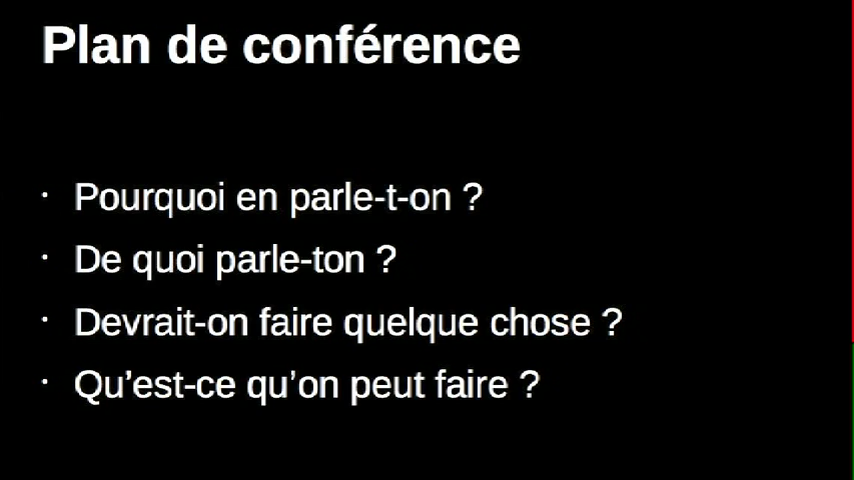 Plan de conférence
· Pourquoi en parle-t-on ?
· De quoi parle-ton ?
· Devrait-on faire quelque chose ?
· Qu’est-ce qu’on peut faire ?